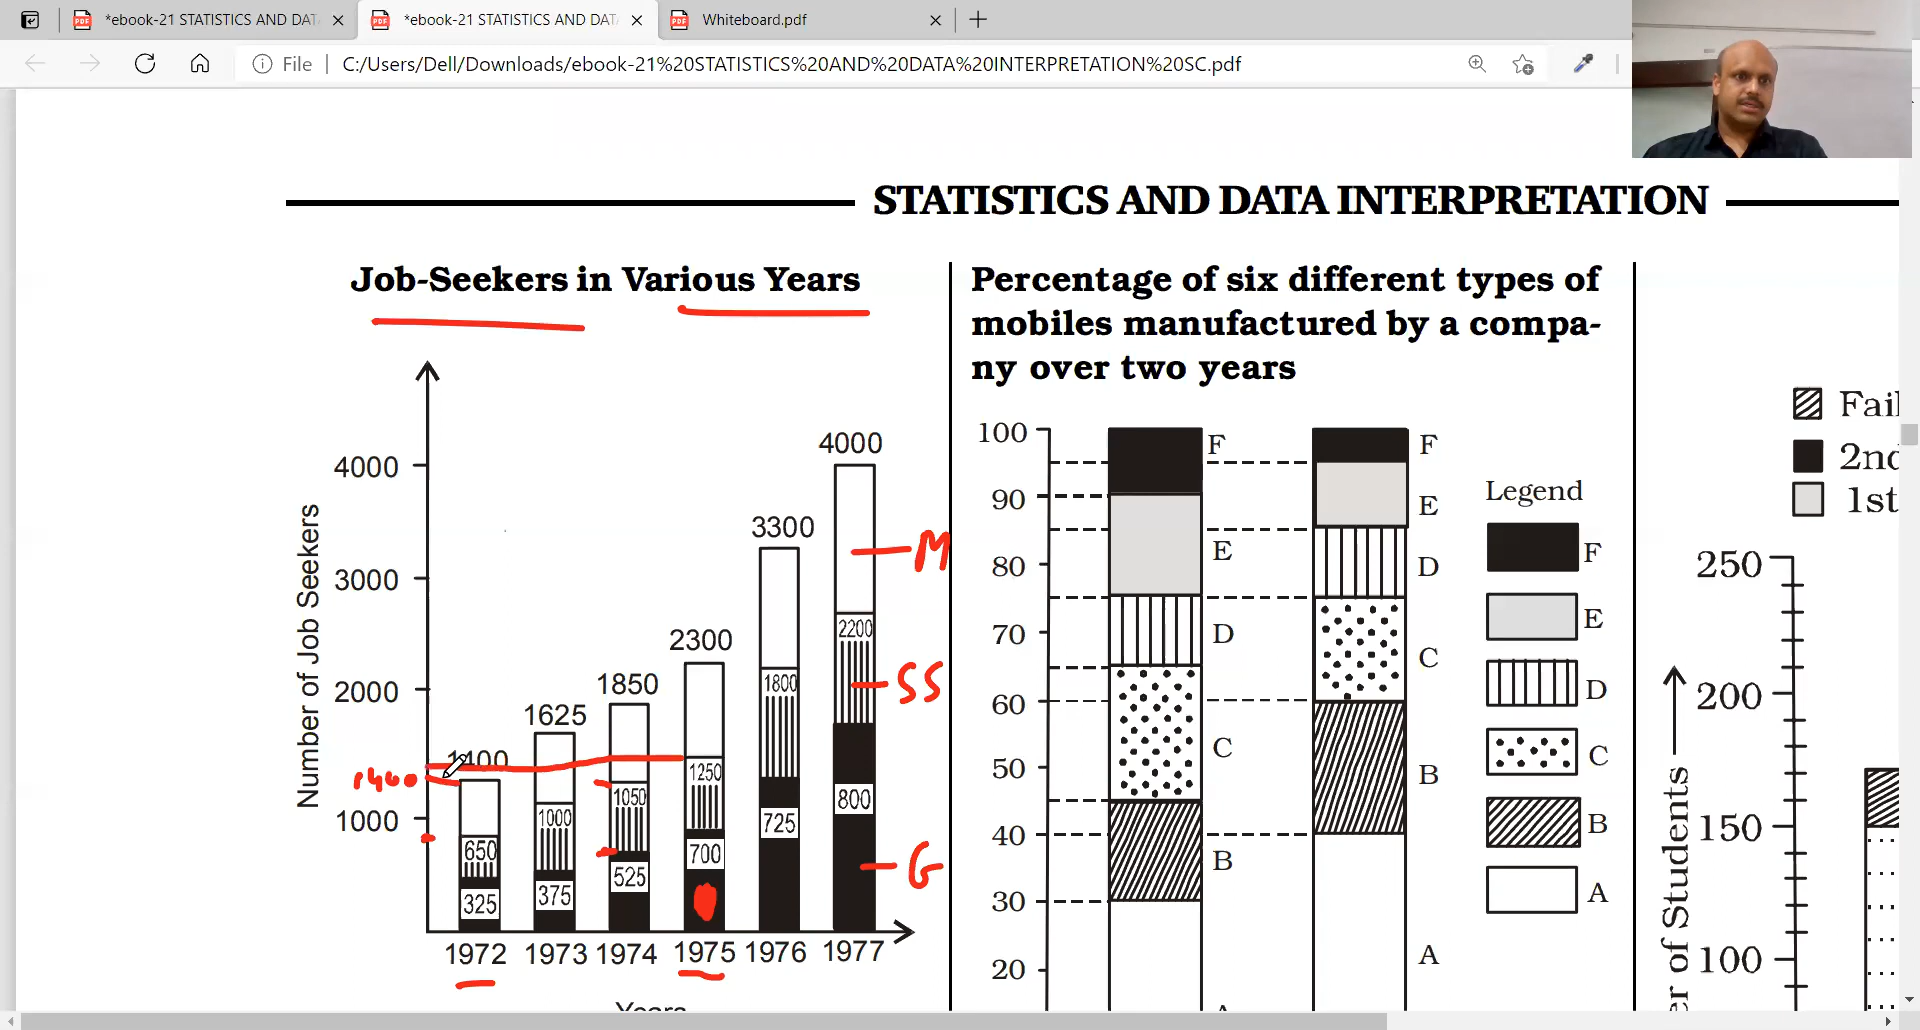 *ebook-21 STATISTICS AND DAT
*ebook-21 STATISTICS AND DAT
Whiteboard.pdf
File
C:/Users/Dell/Downloads/ebook-21%20STATISTICS%20AND%20DATA%20INTERPRETATION%20SC.pdf
STATISTICS AND DATA INTERPRETATION
Job-Seekers in Various Years
Number of Job Seekers
4000
3000
2000
1000
1400
1400
650
325
1972
1625
1000
375
1973
1850
1050
525
1974
2300
1250
700
1975
3300
1800
725
1976
4000
2200
800
1977
M
SS
G
Years
Percentage of six different types of
mobiles manufactured by a compa-
ny over two years
100
90
80
70
60
50
40
30
20
F
E
D
C
B
A
F
E
D
C
B
A
Legend
F
E
D
C
B
A
Fail
2nd
1st
250
200
150
100
er of Students